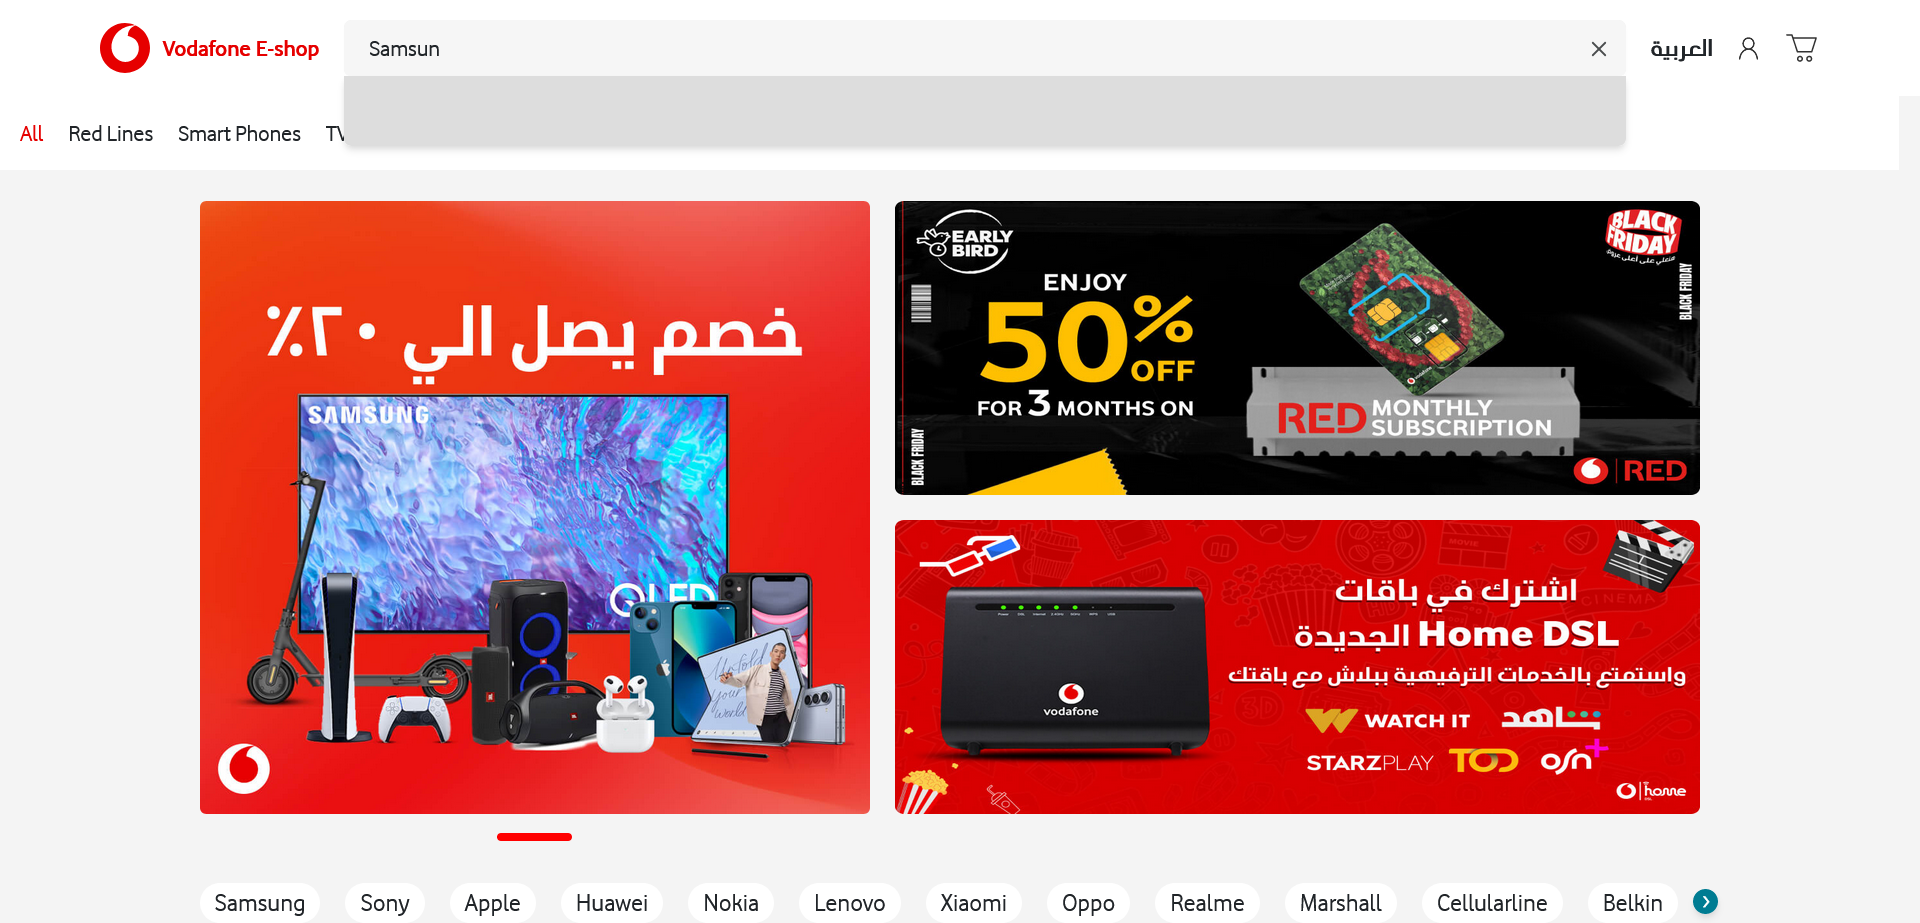 Vodafone E-shop
Samsun
العربية
All
Red Lines
Smart Phones
TV
خصم يصل الي ٢٠٪
SAMSUNG
QLED
EARLY BIRD
ENJOY
50%
OFF
FOR 3 MONTHS ON
BLACK FRIDAY
BLACK FRIDAY
BLACK FRIDAY
RED MONTHLY
SUBSCRIPTION
RED
اشترك في باقات
Home DSL الجديدة
واستمتع بالخدمات الترفيهية ببلاش مع باقتك
WATCH IT
شاهد
STARZPLAY
TOD
osn+
vodafone
home
Samsung
Sony
Apple
Huawei
Nokia
Lenovo
Xiaomi
Oppo
Realme
Marshall
Cellularline
Belkin